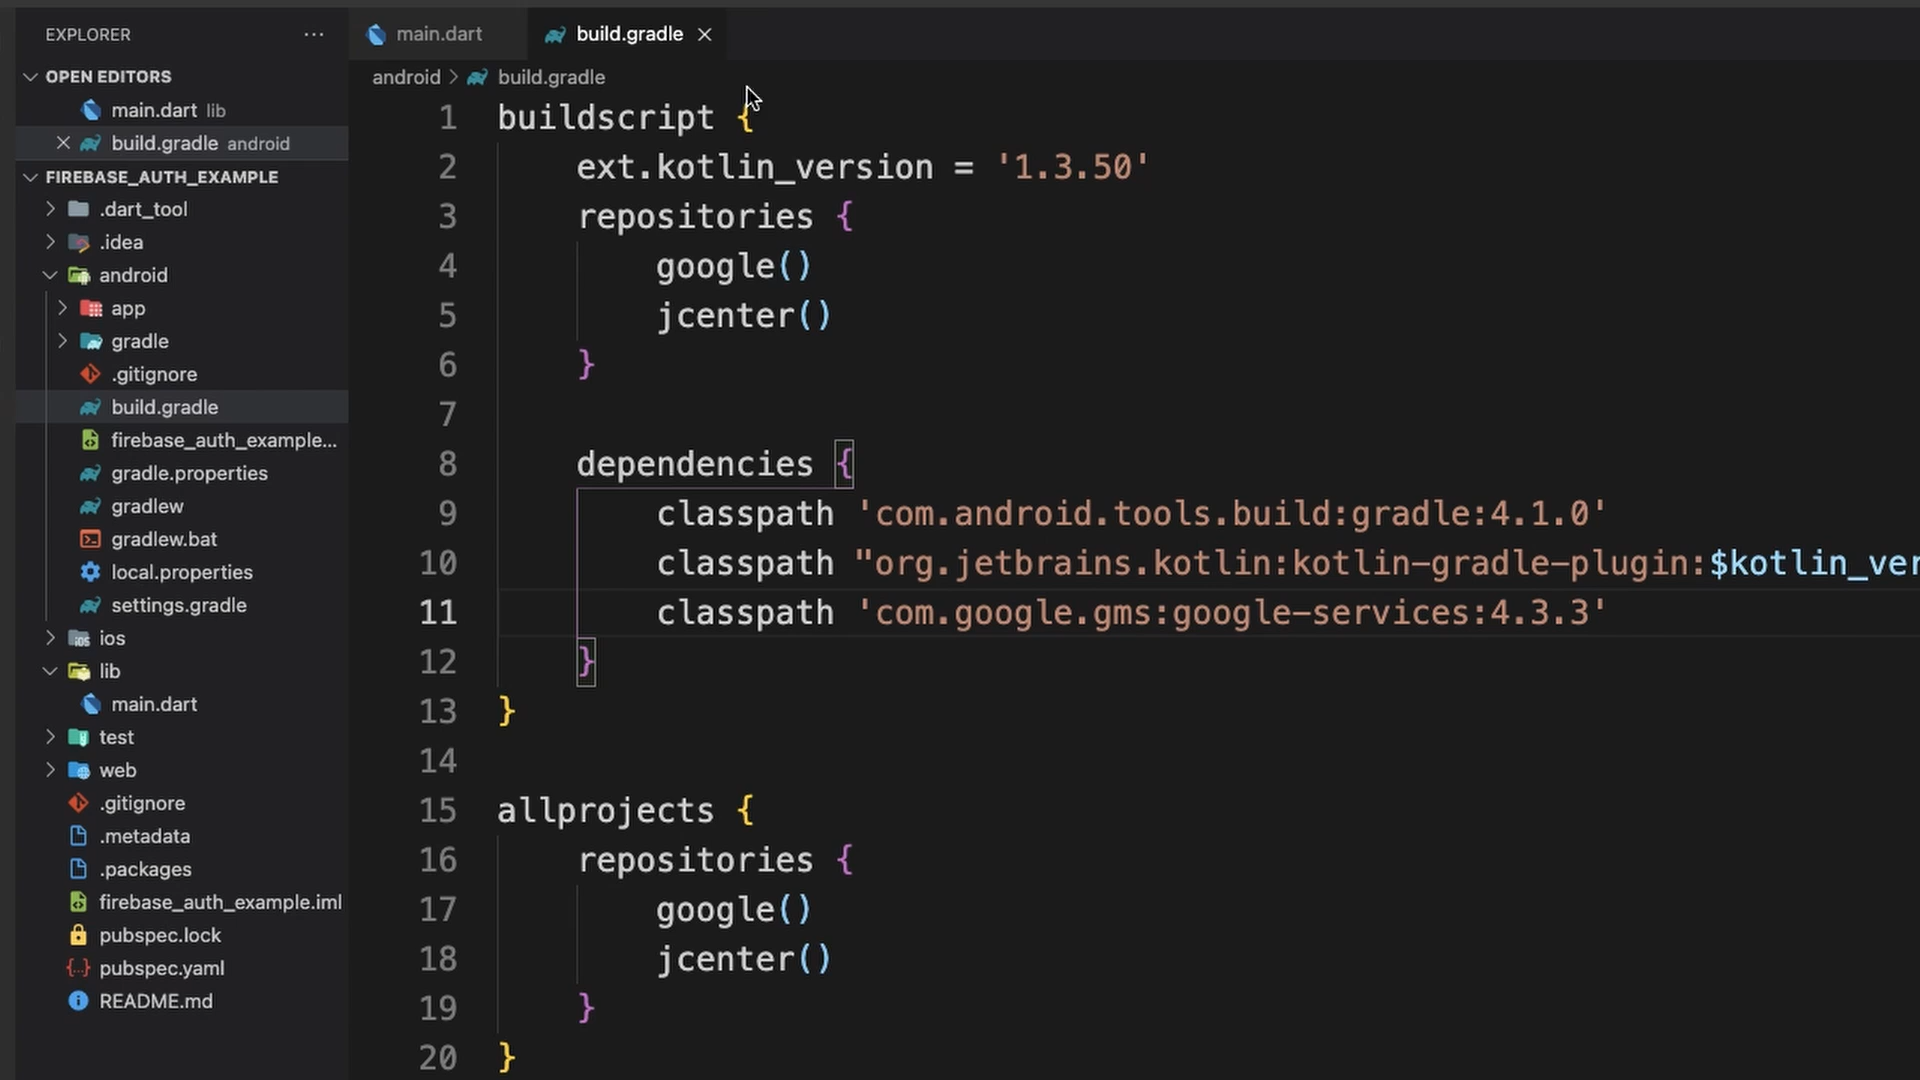 EXPLORER
OPEN EDITORS
main.dart lib
build.gradle android
FIREBASE_AUTH_EXAMPLE
.dart_tool
.idea
android
app
gradle
.gitignore
build.gradle
firebase_auth_example...
gradle.properties
gradlew
gradlew.bat
local.properties
settings.gradle
ios
lib
main.dart
test
web
.gitignore
.metadata
.packages
firebase_auth_example.iml
pubspec.lock
pubspec.yaml
README.md
main.dart
build.gradle
android > build.gradle
1 buildscript {
2 ext.kotlin_version = '1.3.50'
3 repositories {
4 google()
5 jcenter()
6 }
7
8 dependencies {
9 classpath 'com.android.tools.build:gradle:4.1.0'
10 classpath "org.jetbrains.kotlin:kotlin-gradle-plugin:$kotlin_ver
11 classpath 'com.google.gms:google-services:4.3.3'
12 }
13 }
14
15 allprojects {
16 repositories {
17 google()
18 jcenter()
19 }
20 }